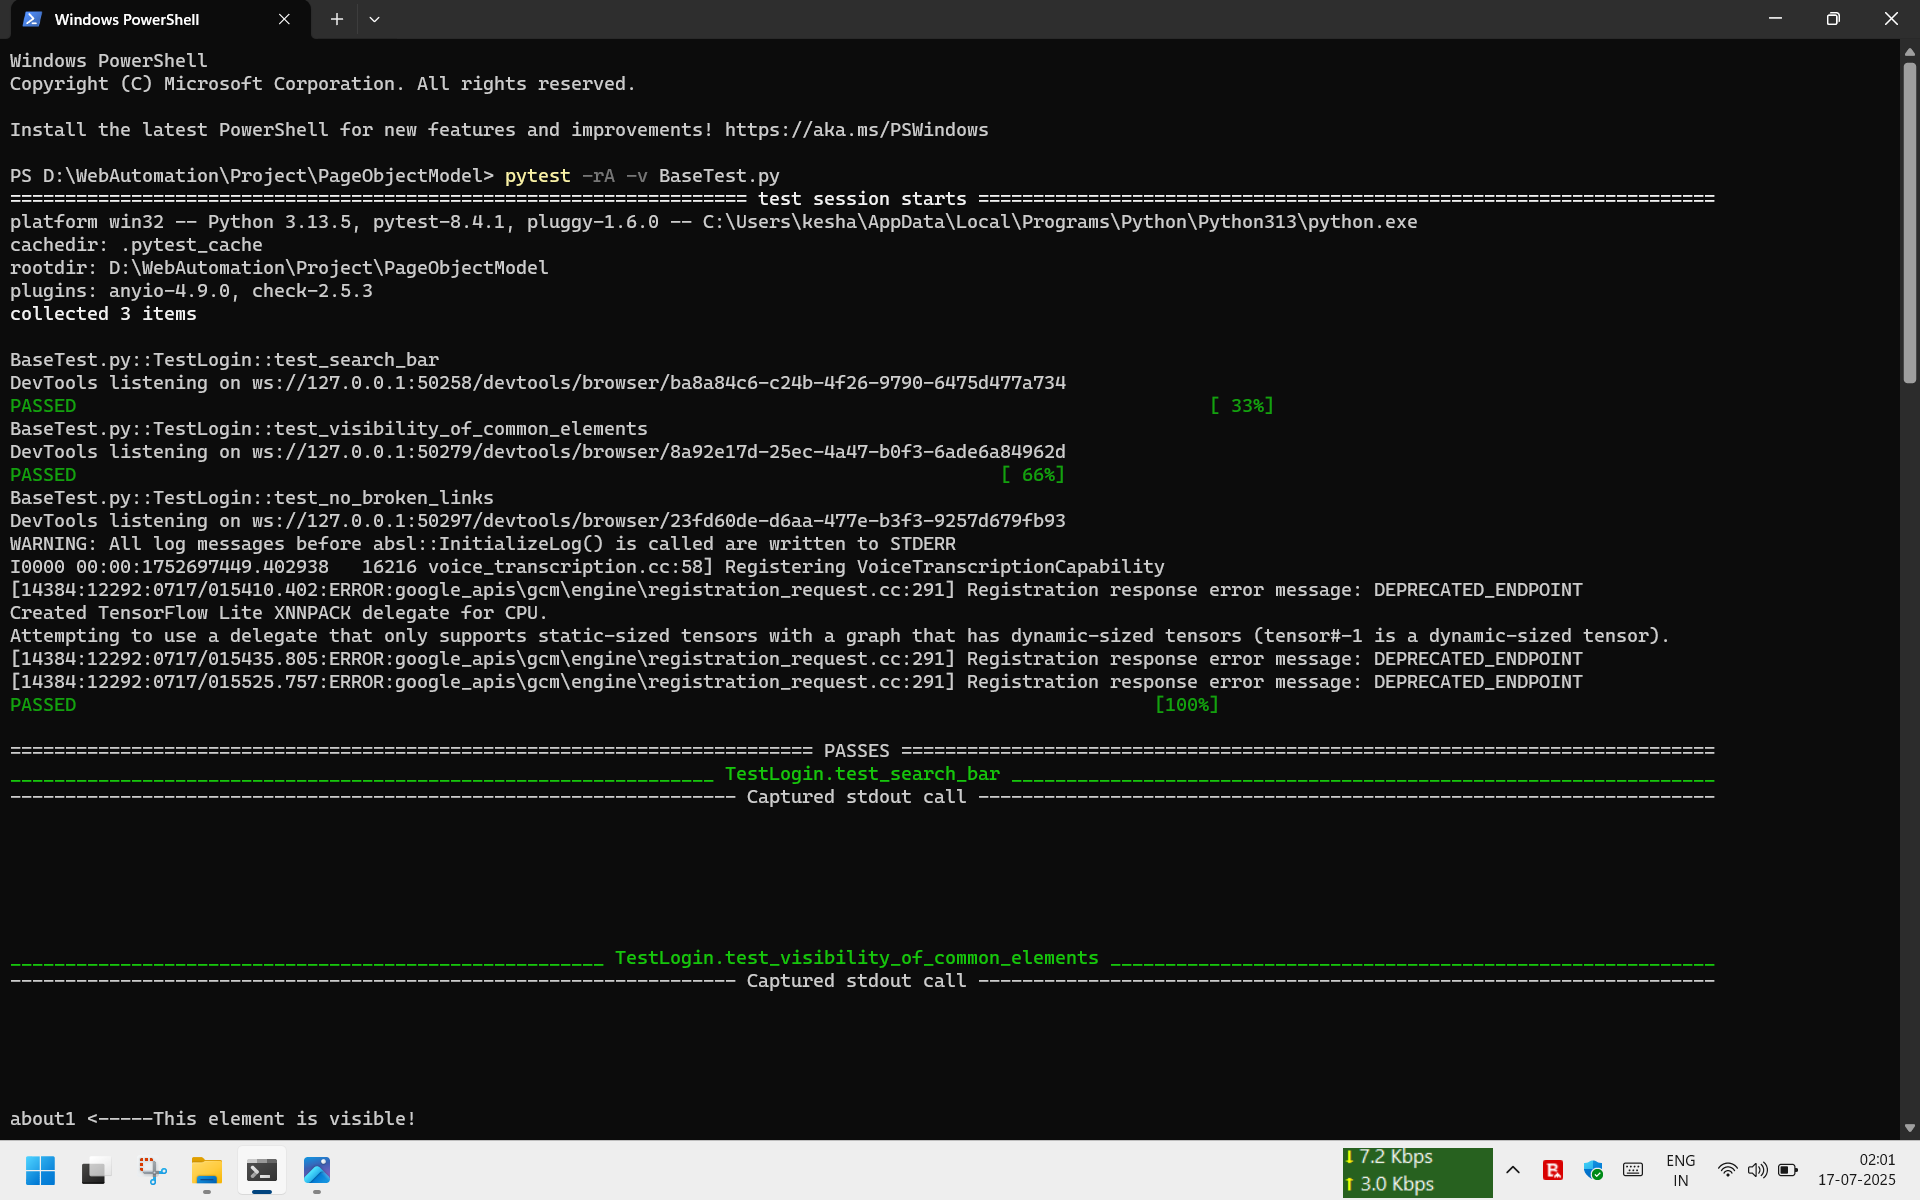 Windows PowerShell
Windows PowerShell
Copyright (C) Microsoft Corporation. All rights reserved.
Install the latest PowerShell for new features and improvements! https://aka.ms/PSWindows
PS D:\WebAutomation\Project\PageObjectModel> pytest -rA -v BaseTest.py
=================================================================== test session starts ===================================================================
platform win32 -- Python 3.13.5, pytest-8.4.1, pluggy-1.6.0 -- C:\Users\kesha\AppData\Local\Programs\Python\Python313\python.exe
cachedir: .pytest_cache
rootdir: D:\WebAutomation\Project\PageObjectModel
plugins: anyio-4.9.0, check-2.5.3
collected 3 items
BaseTest.py::TestLogin::test_search_bar
DevTools listening on ws://127.0.0.1:50258/devtools/browser/ba8a84c6-c24b-4f26-9790-6475d477a734
PASSED [ 33%]
BaseTest.py::TestLogin::test_visibility_of_common_elements
DevTools listening on ws://127.0.0.1:50279/devtools/browser/8a92e17d-25ec-4a47-b0f3-6ade6a84962d
PASSED [ 66%]
BaseTest.py::TestLogin::test_no_broken_links
DevTools listening on ws://127.0.0.1:50297/devtools/browser/23fd60de-d6aa-477e-b3f3-9257d679fb93
WARNING: All log messages before absl::InitializeLog() is called are written to STDERR
I0000 00:00:1752697449.402938   16216 voice_transcription.cc:58] Registering VoiceTranscriptionCapability
[14384:12292:0717/015410.402:ERROR:google_apis\gcm\engine\registration_request.cc:291] Registration response error message: DEPRECATED_ENDPOINT
Created TensorFlow Lite XNNPACK delegate for CPU.
Attempting to use a delegate that only supports static-sized tensors with a graph that has dynamic-sized tensors (tensor#-1 is a dynamic-sized tensor).
[14384:12292:0717/015435.805:ERROR:google_apis\gcm\engine\registration_request.cc:291] Registration response error message: DEPRECATED_ENDPOINT
[14384:12292:0717/015525.757:ERROR:google_apis\gcm\engine\registration_request.cc:291] Registration response error message: DEPRECATED_ENDPOINT
PASSED [100%]
========================================================================= PASSES ==========================================================================
________________________________________________________________ TestLogin.test_search_bar ________________________________________________________________
------------------------------------------------------------------ Captured stdout call -------------------------------------------------------------------
______________________________________________________ TestLogin.test_visibility_of_common_elements _______________________________________________________
------------------------------------------------------------------ Captured stdout call -------------------------------------------------------------------
about1 <-----This element is visible!
7.2 Kbps
3.0 Kbps
ENG
IN
02:01
17-07-2025